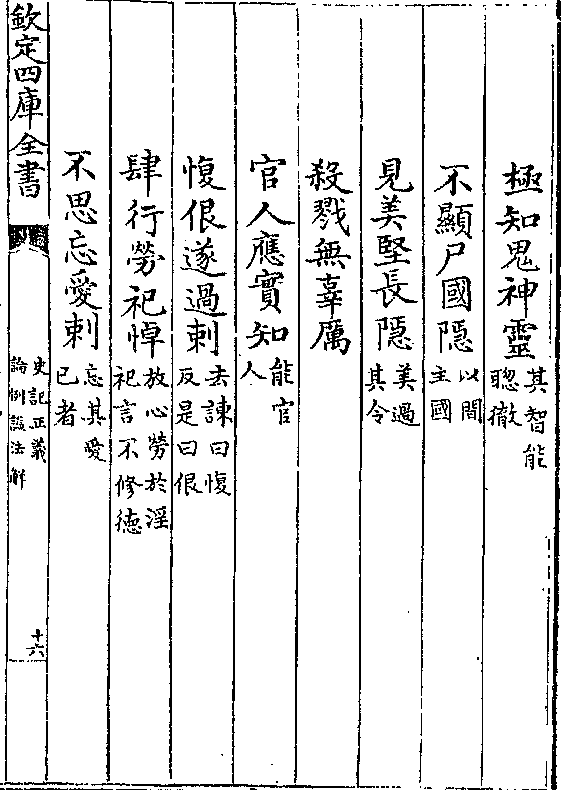 極知鬼神靈其智能聰徹
不顯尸國隠以間主國
見美堅長隠美過其令
殺戮無辜厲
官人應實知能官人
愎佷遂過剌去諫曰愎反是曰佷
肆行勞祀悼放心勞於淫祀言不修徳
不思忘愛剌忘其愛已者
欽定四庫全書
史記正義
論例諡法解
十六